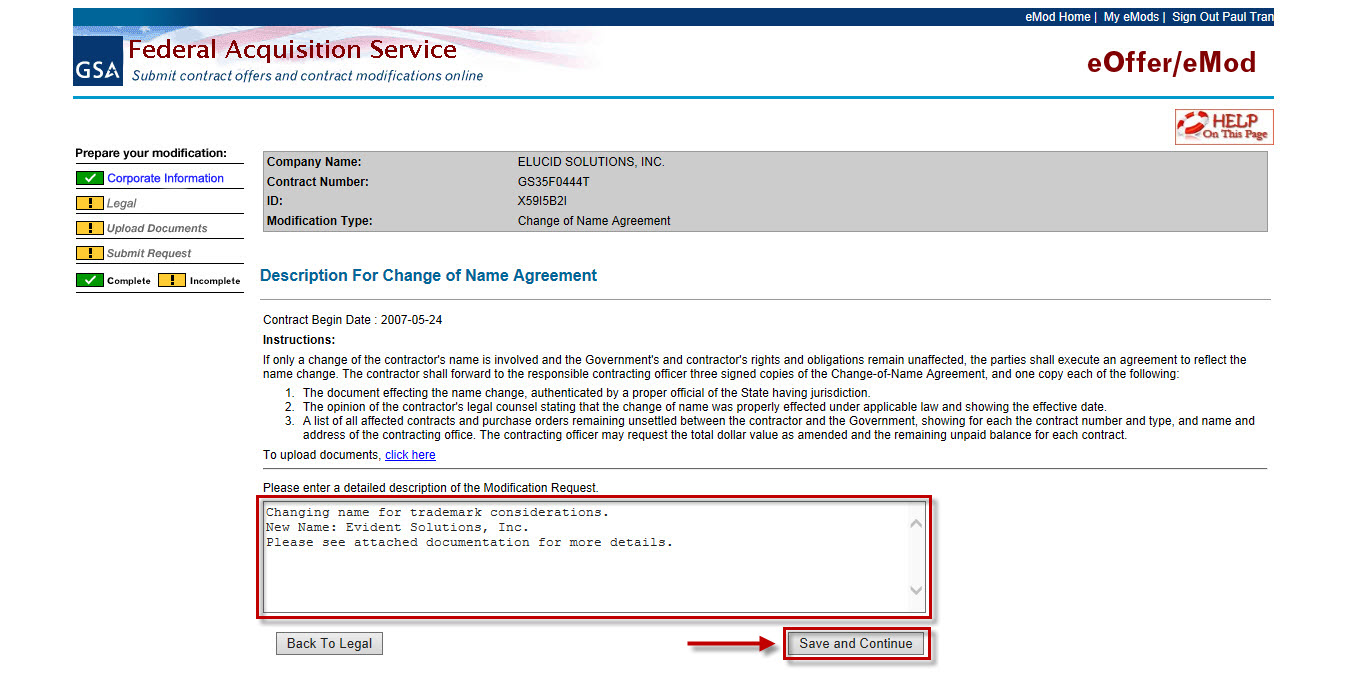 eMod Home | My eMods | Sign Out Paul Tran
GSA
Federal Acquisition Service
Submit contract offers and contract modifications online
eOffer/eMod
HELP
On This Page
Prepare your modification:
Corporate Information
! Legal
! Upload Documents
! Submit Request
Complete ! Incomplete
Company Name: ELUCID SOLUTIONS, INC.
Contract Number: GS35F0444T
ID: X59I5B2I
Modification Type: Change of Name Agreement
Description For Change of Name Agreement
Contract Begin Date : 2007-05-24
Instructions:
If only a change of the contractor's name is involved and the Government's and contractor's rights and obligations remain unaffected, the parties shall execute an agreement to reflect the
name change. The contractor shall forward to the responsible contracting officer three signed copies of the Change-of-Name Agreement, and one copy each of the following:
1. The document effecting the name change, authenticated by a proper official of the State having jurisdiction.
2. The opinion of the contractor's legal counsel stating that the change of name was properly effected under applicable law and showing the effective date.
3. A list of all affected contracts and purchase orders remaining unsettled between the contractor and the Government, showing for each the contract number and type, and name and
address of the contracting office. The contracting officer may request the total dollar value as amended and the remaining unpaid balance for each contract.
To upload documents, click here
Please enter a detailed description of the Modification Request.
Changing name for trademark considerations.
New Name: Evident Solutions, Inc.
Please see attached documentation for more details.
Back To Legal
Save and Continue